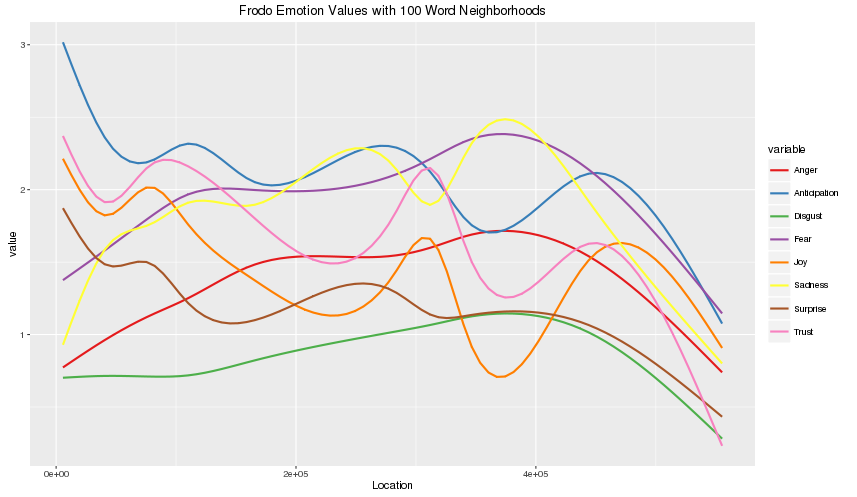 Frodo Emotion Values with 100 Word Neighborhoods
3
2
1
value
0e+00 2e+05 4e+05
Location
variable
Anger
Anticipation
Disgust
Fear
Joy
Sadness
Surprise
Trust